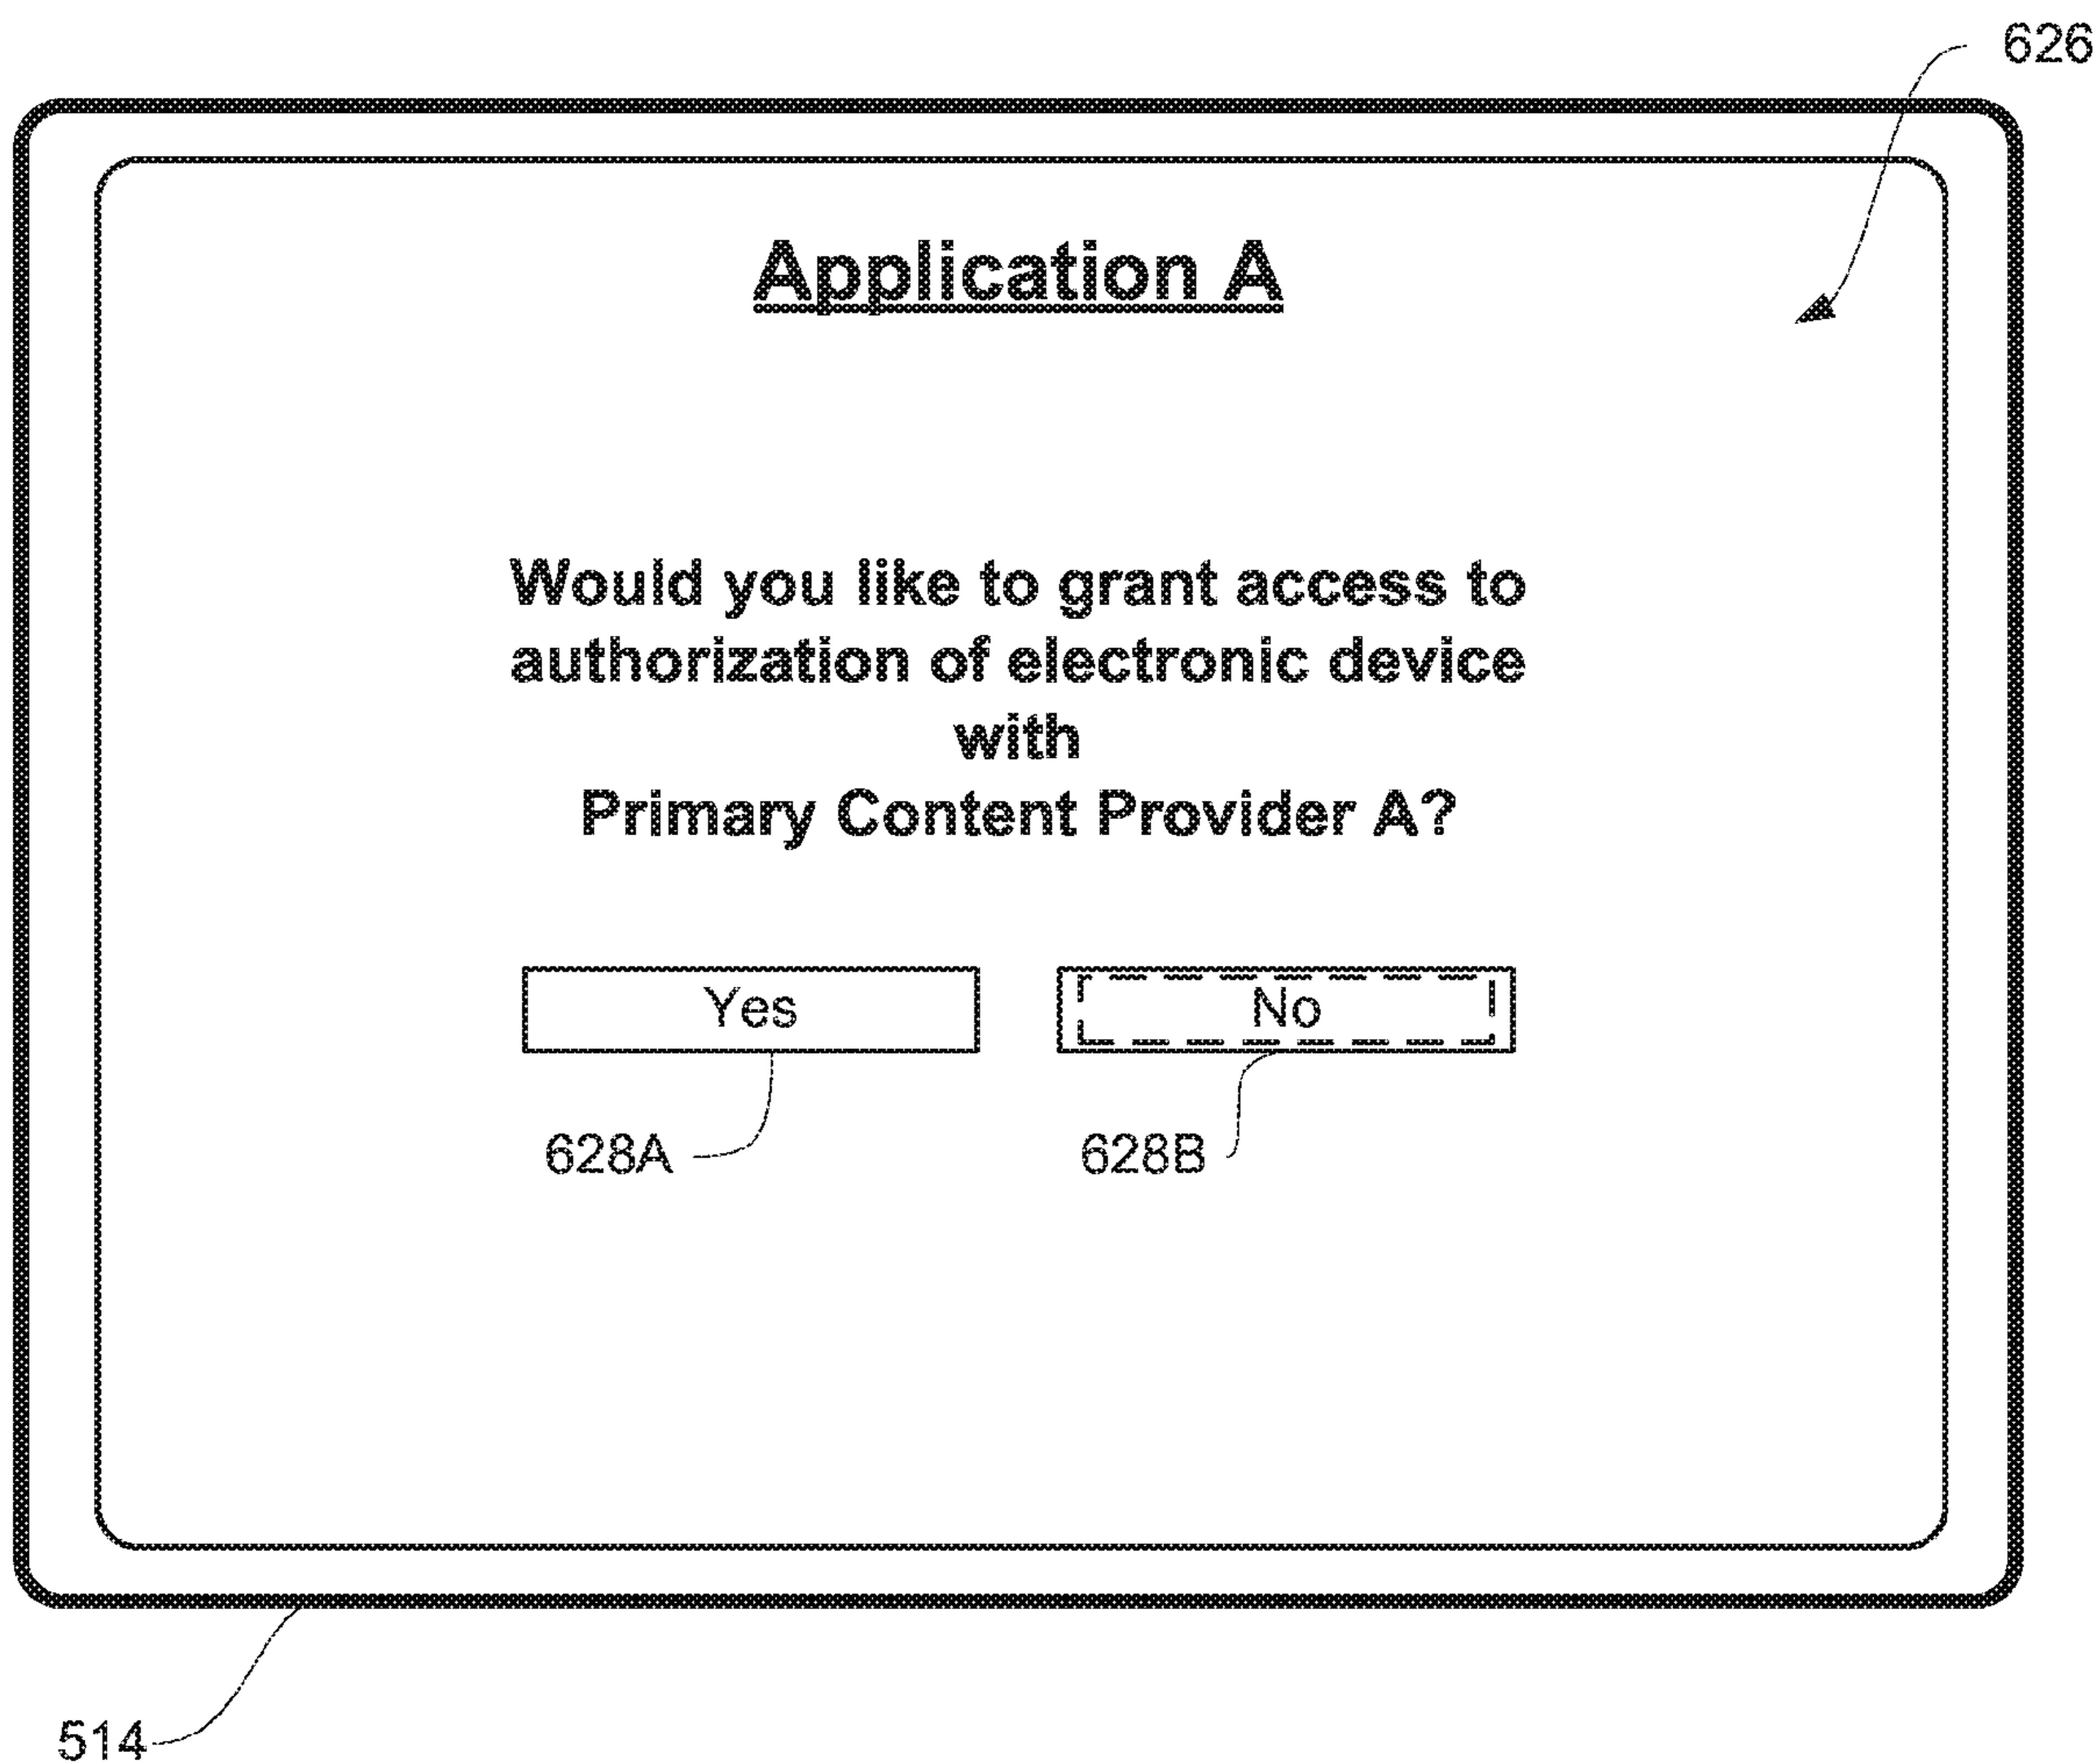 626
Application A
Would you like to grant access to
authorization of electronic device
with
Primary Content Provider A?
Yes
No
628A
628B
514